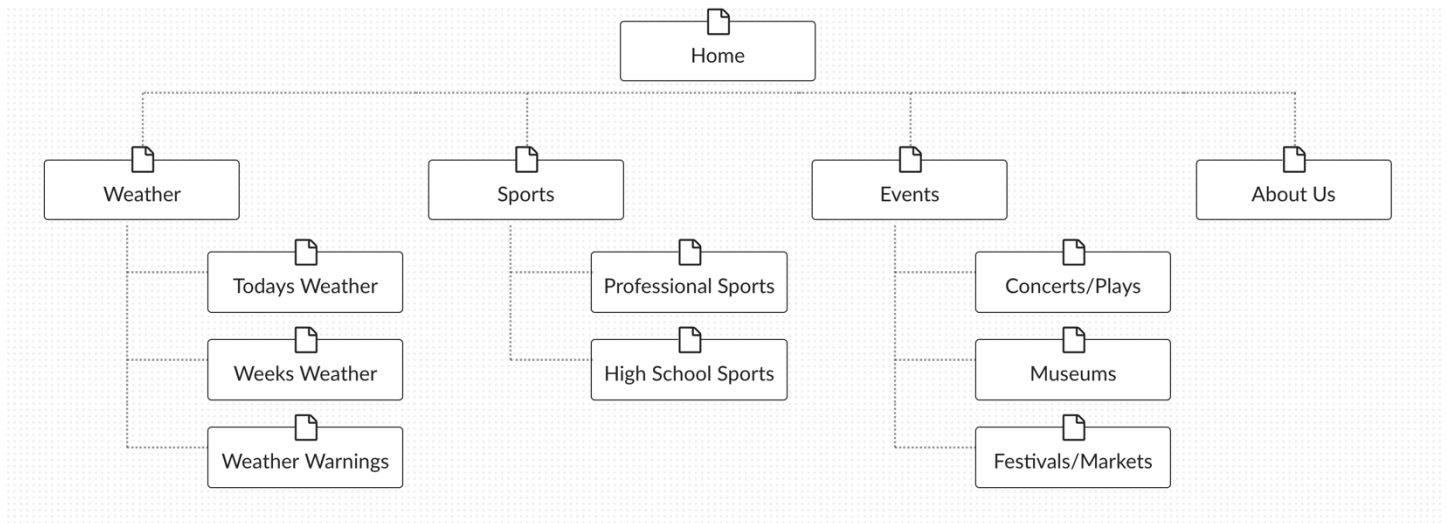 Home
Weather
Sports
Events
About Us
Todays Weather
Professional Sports
Concerts/Plays
Weeks Weather
High School Sports
Museums
Weather Warnings
Festivals/Markets